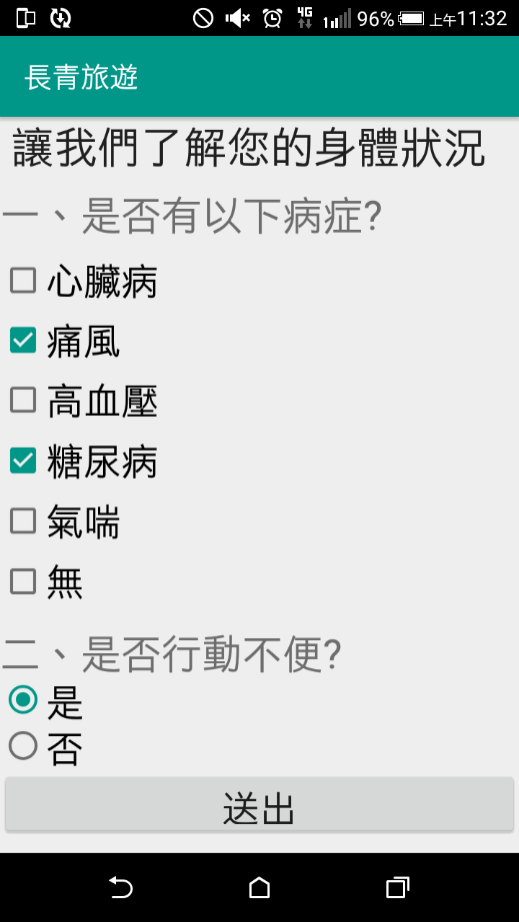 4G 96% 上午11:32
長青旅遊
讓我們了解您的身體狀況
一、是否有以下病症?
心臟病
痛風
高血壓
糖尿病
氣喘
無
二、是否行動不便?
是
否
送出